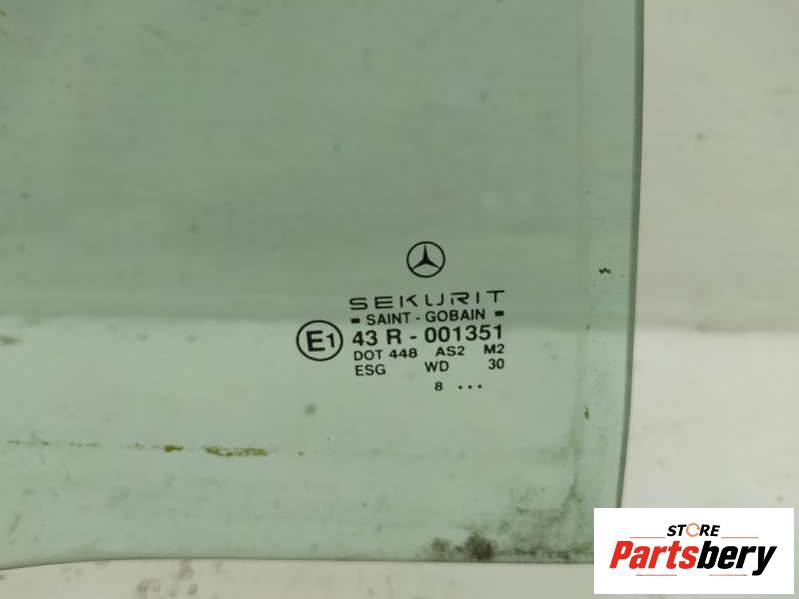 SEKURIT
SAINT - GOBAIN
E1 43 R - 001351
DOT 448 AS2 M2
ESG WD 30
8 ...
STORE
Partsbery